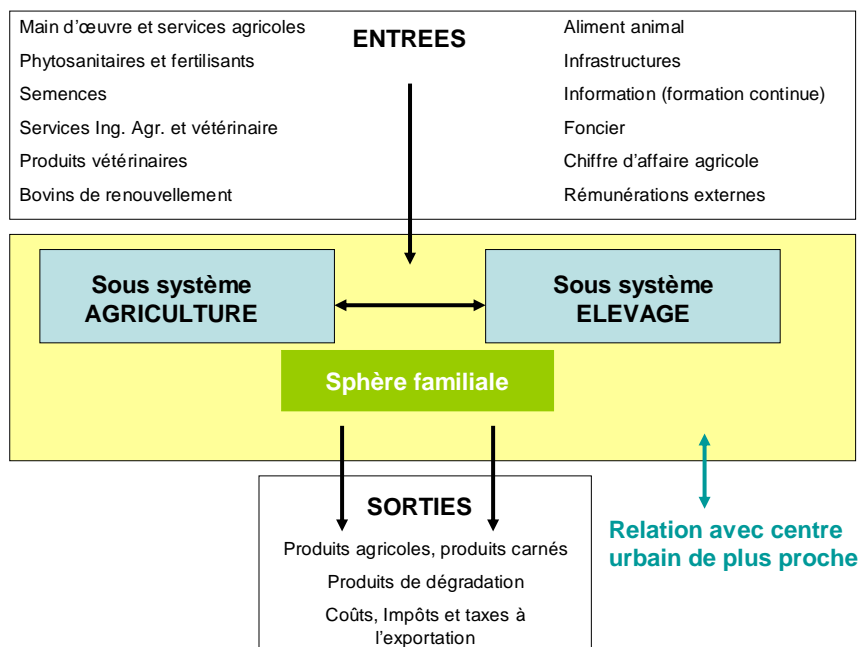 ENTREES
Main d'œuvre et services agricoles
Phytosanitaires et fertilisants
Semences
Services Ing. Agr. et vétérinaire
Produits vétérinaires
Bovins de renouvellement
Aliment animal
Infrastructures
Information (formation continue)
Foncier
Chiffre d'affaire agricole
Rémunérations externes
Sous système
AGRICULTURE
Sous système
ELEVAGE
Sphère familiale
SORTIES
Produits agricoles, produits carnés
Produits de dégradation
Coûts, Impôts et taxes à
l'exportation
Relation avec centre
urbain de plus proche